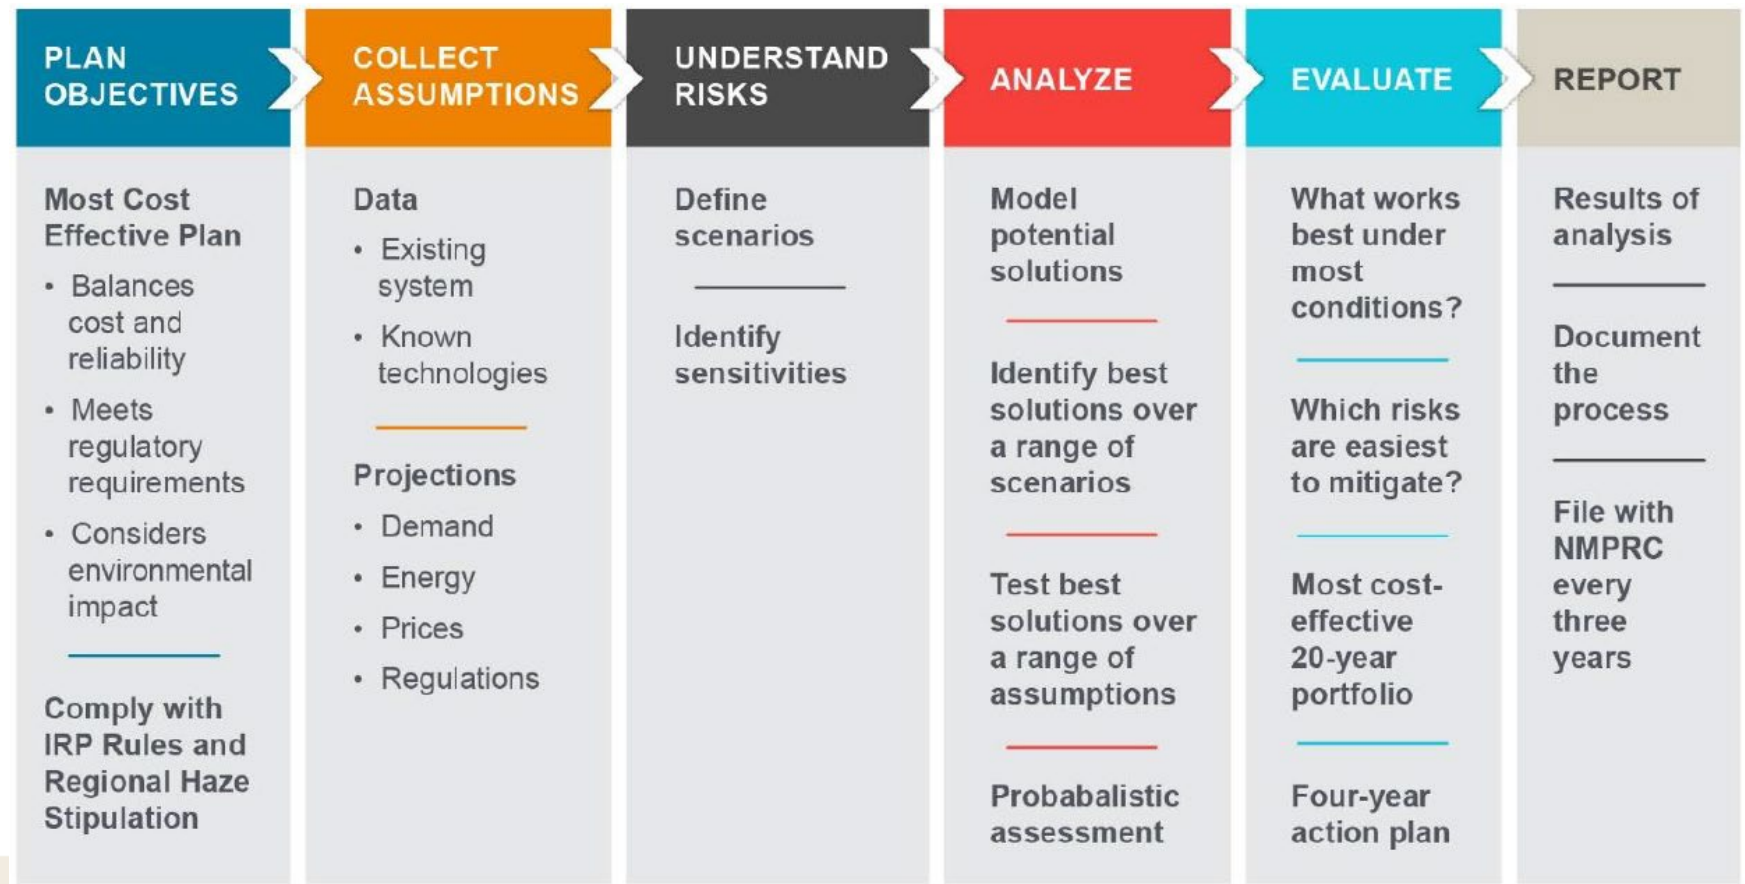 PLAN
OBJECTIVES
Most Cost
Effective Plan
• Balances
cost and
reliability
• Meets
regulatory
requirements
• Considers
environmental
impact
Comply with
IRP Rules and
Regional Haze
Stipulation
COLLECT
ASSUMPTIONS
Data
• Existing
system
• Known
technologies
Projections
• Demand
• Energy
• Prices
• Regulations
UNDERSTAND
RISKS
Define
scenarios
Identify
sensitivities
ANALYZE
Model
potential
solutions
Identify best
solutions over
a range of
scenarios
Test best
solutions over
a range of
assumptions
Probabalistic
assessment
EVALUATE
What works
best under
most
conditions?
Which risks
are easiest
to mitigate?
Most cost-
effective
20-year
portfolio
Four-year
action plan
REPORT
Results of
analysis
Document
the
process
File with
NMPRC
every
three
years